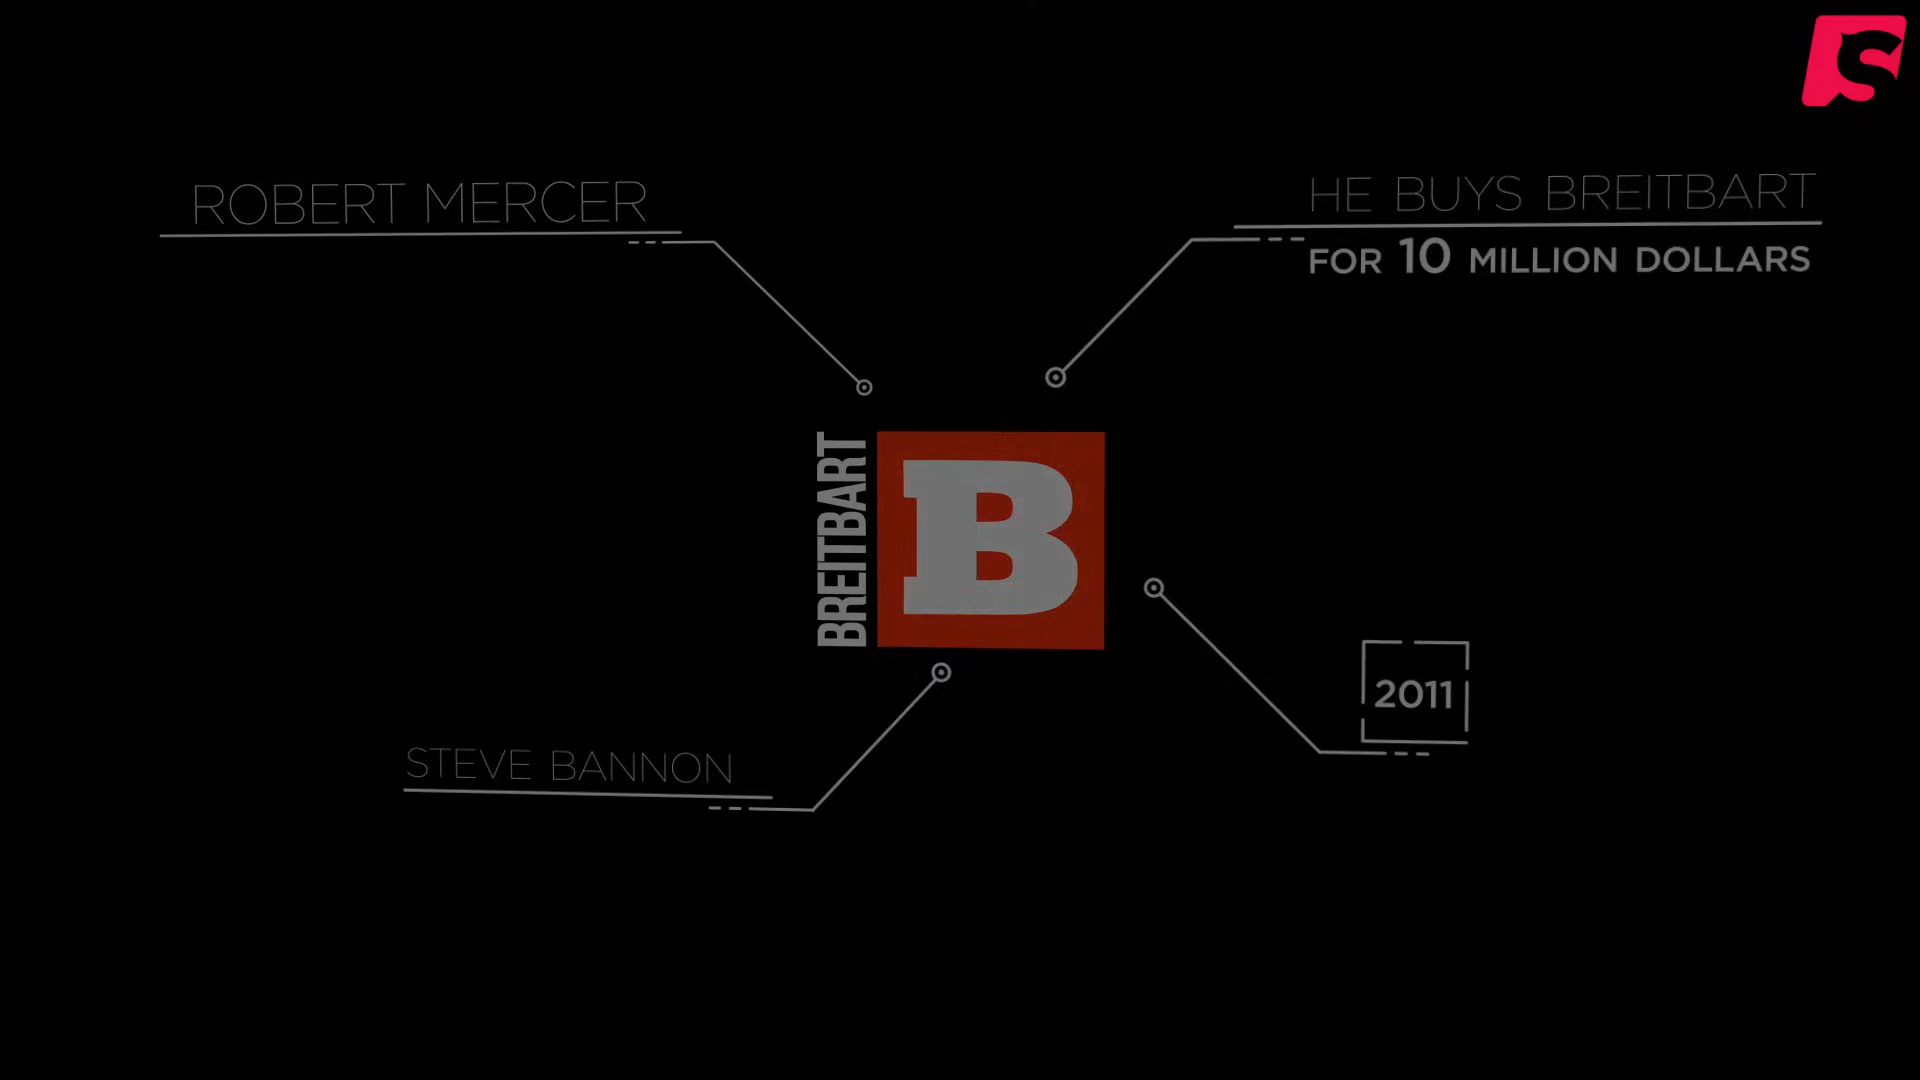 ROBERT MERCER
HE BUYS BREITBART
FOR 10 MILLION DOLLARS
BREITBART
B
2011
STEVE BANNON
S